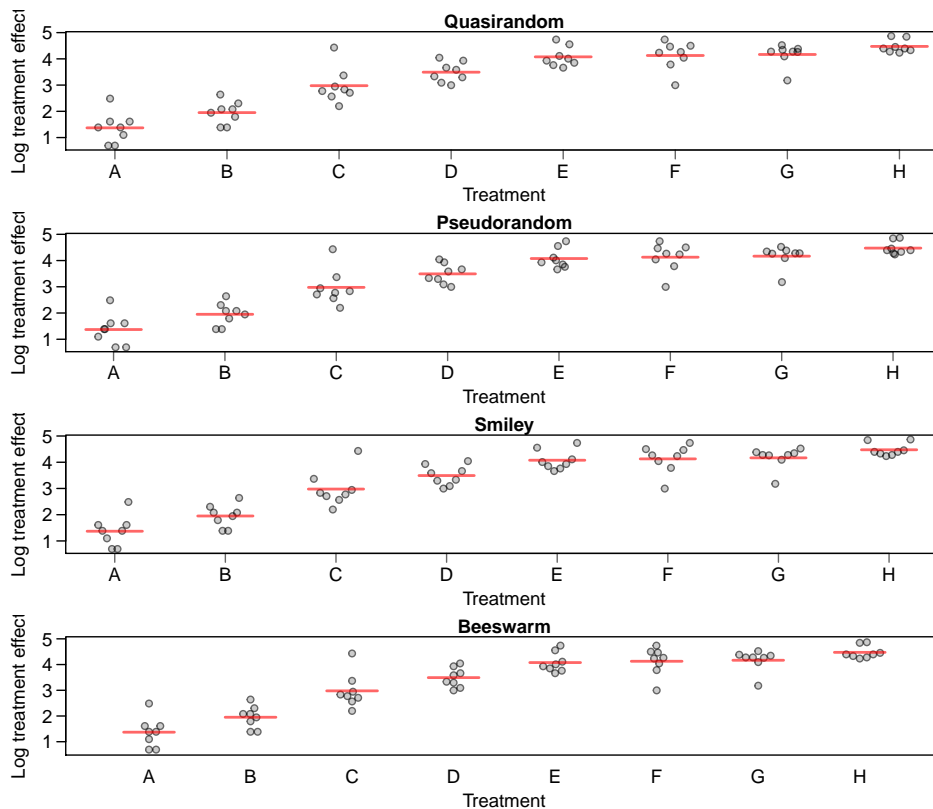 Quasirandom
Log treatment effect
5
4
3
2
1
A B C D E F G H
Treatment
Pseudorandom
Log treatment effect
5
4
3
2
1
A B C D E F G H
Treatment
Smiley
Log treatment effect
5
4
3
2
1
A B C D E F G H
Treatment
Beeswarm
Log treatment effect
5
4
3
2
1
A B C D E F G H
Treatment